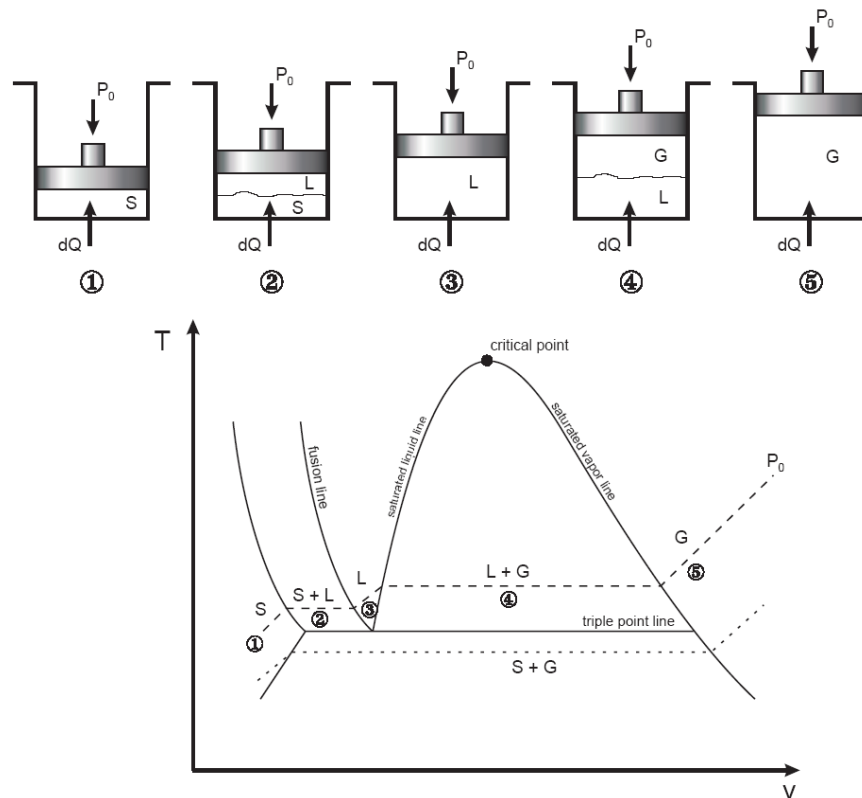 P₀
P₀
P₀
P₀
P₀
S
L
S
L
G
L
G
dQ
dQ
dQ
dQ
dQ
①
②
③
④
⑤
T
critical point
fusion line
saturated liquid line
saturated vapor line
P₀
G
⑤
L
L + G
④
S + L
②
③
S
①
triple point line
S + G
v